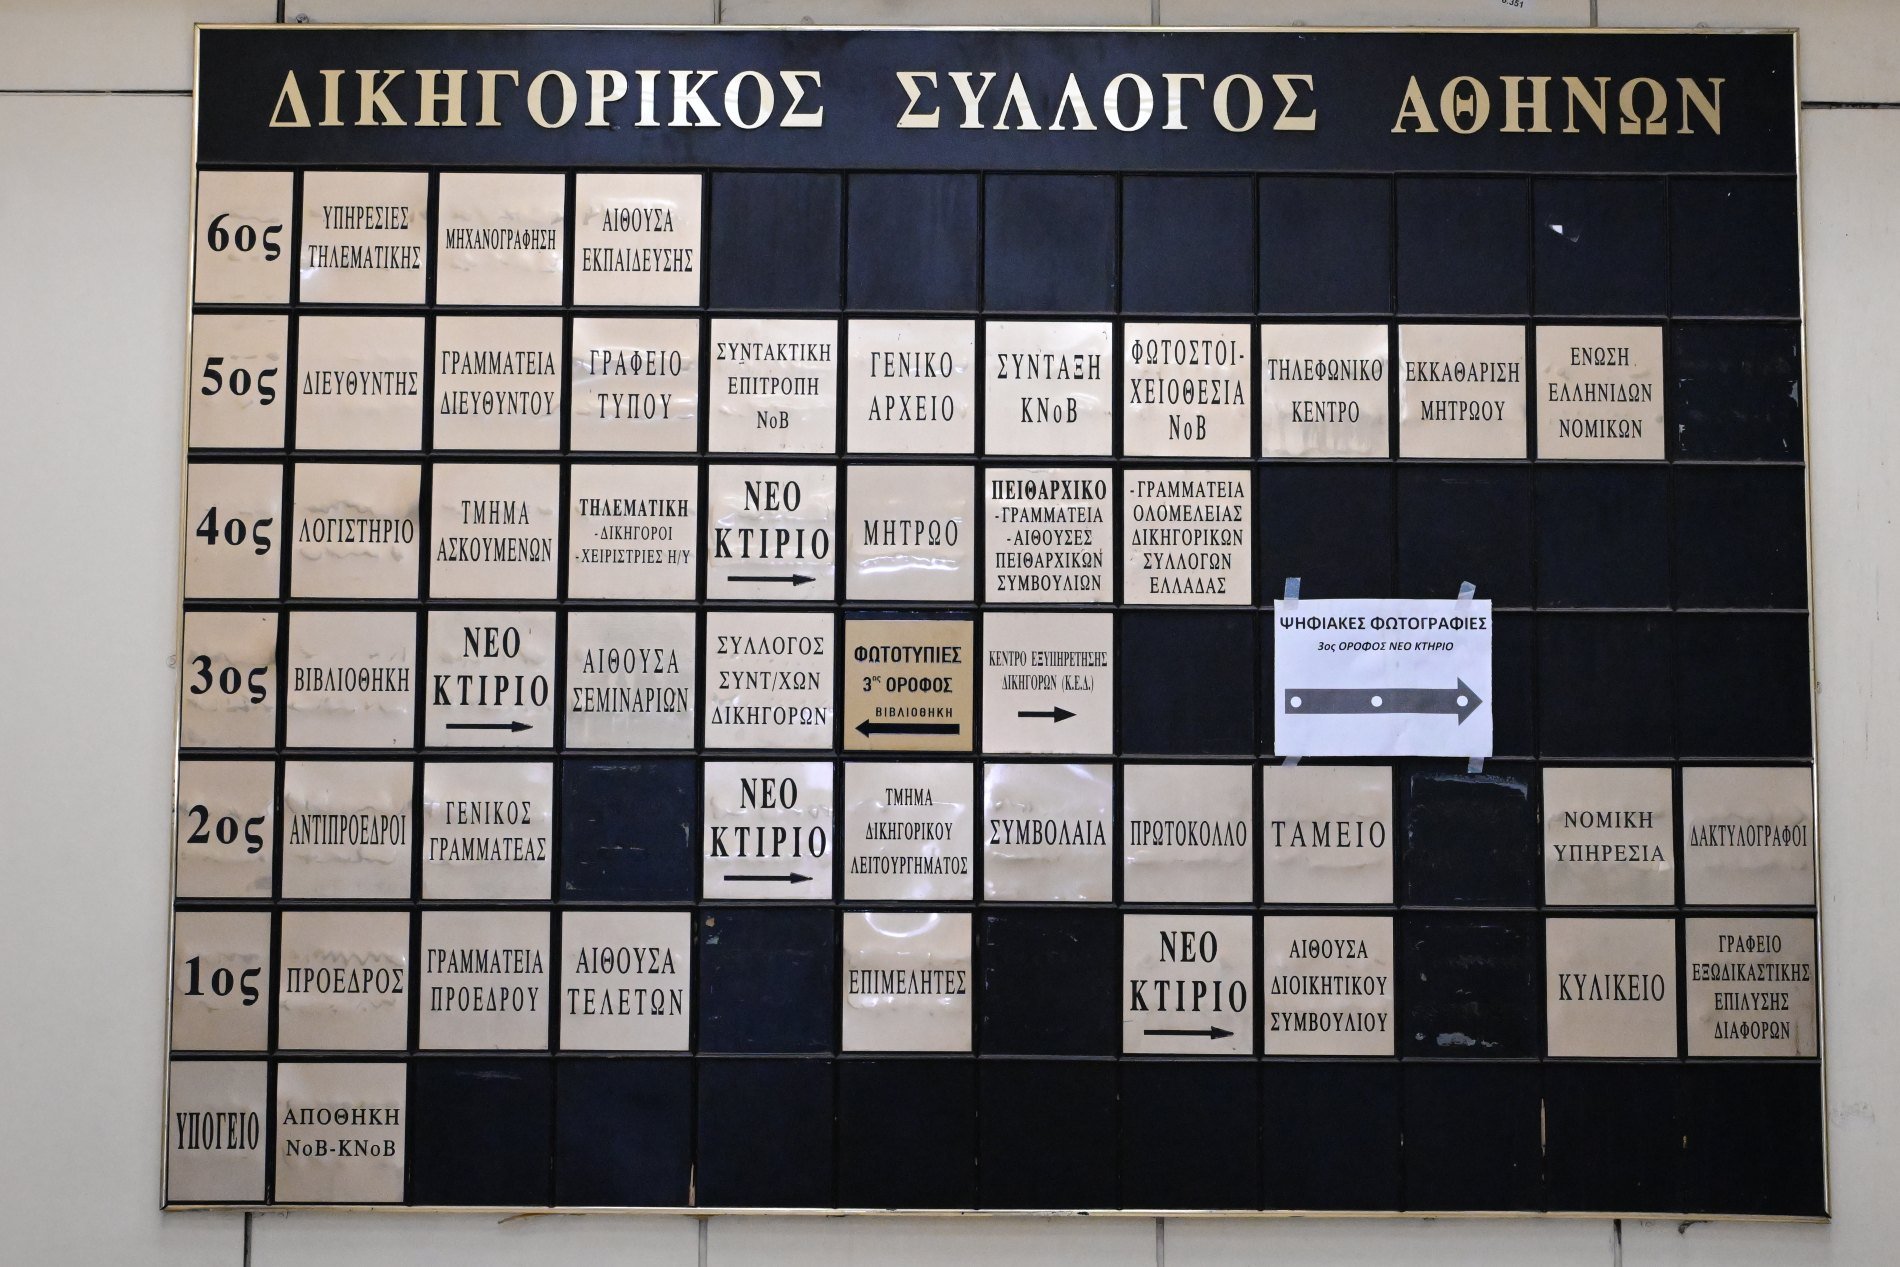 ΔΙΚΗΓΟΡΙΚΟΣ ΣΥΛΛΟΓΟΣ ΑΘΗΝΩΝ
6ος
ΥΠΗΡΕΣΙΕΣ
ΤΗΛΕΜΑΤΙΚΗΣ
ΜΗΧΑΝΟΓΡΑΦΗΣΗ
ΑΙΘΟΥΣΑ
ΕΚΠΑΙΔΕΥΣΗΣ
5ος
ΔΙΕΥΘΥΝΤΗΣ
ΓΡΑΜΜΑΤΕΙΑ
ΔΙΕΥΘΥΝΤΟΥ
ΓΡΑΦΕΙΟ
ΤΥΠΟΥ
ΣΥΝΤΑΚΤΙΚΗ
ΕΠΙΤΡΟΠΗ
ΝοΒ
ΓΕΝΙΚΟ
ΑΡΧΕΙΟ
ΣΥΝΤΑΞΗ
ΚΝοΒ
ΦΩΤΟΣΤΟΙ-
ΧΕΙΟΘΕΣΙΑ
ΝοΒ
ΤΗΛΕΦΩΝΙΚΟ
ΚΕΝΤΡΟ
ΕΚΚΑΘΑΡΙΣΗ
ΜΗΤΡΩΟΥ
ΕΝΩΣΗ
ΕΛΛΗΝΙΔΩΝ
ΝΟΜΙΚΩΝ
4ος
ΛΟΓΙΣΤΗΡΙΟ
ΤΜΗΜΑ
ΑΣΚΟΥΜΕΝΩΝ
ΤΗΛΕΜΑΤΙΚΗ
-ΔΙΚΗΓΟΡΟΙ
-ΧΕΙΡΙΣΤΡΙΕΣ Η/Υ
ΝΕΟ
ΚΤΙΡΙΟ
ΜΗΤΡΩΟ
ΠΕΙΘΑΡΧΙΚΟ
-ΓΡΑΜΜΑΤΕΙΑ
-ΑΙΘΟΥΣΕΣ
ΠΕΙΘΑΡΧΙΚΩΝ
ΣΥΜΒΟΥΛΙΩΝ
-ΓΡΑΜΜΑΤΕΙΑ
ΟΛΟΜΕΛΕΙΑΣ
ΔΙΚΗΓΟΡΙΚΩΝ
ΣΥΛΛΟΓΩΝ
ΕΛΛΑΔΑΣ
3ος
ΒΙΒΛΙΟΘΗΚΗ
ΝΕΟ
ΚΤΙΡΙΟ
ΑΙΘΟΥΣΑ
ΣΕΜΙΝΑΡΙΩΝ
ΣΥΛΛΟΓΟΣ
ΣΥΝΤ/ΧΩΝ
ΔΙΚΗΓΟΡΩΝ
ΦΩΤΟΤΥΠΙΕΣ
3ος ΟΡΟΦΟΣ
ΒΙΒΛΙΟΘΗΚΗ
ΚΕΝΤΡΟ ΕΞΥΠΗΡΕΤΗΣΗΣ
ΔΙΚΗΓΟΡΩΝ (Κ.Ε.Δ.)
ΨΗΦΙΑΚΕΣ ΦΩΤΟΓΡΑΦΙΕΣ
3ος ΟΡΟΦΟΣ ΝΕΟ ΚΤΗΡΙΟ
2ος
ΑΝΤΙΠΡΟΕΔΡΟΙ
ΓΕΝΙΚΟΣ
ΓΡΑΜΜΑΤΕΑΣ
ΝΕΟ
ΚΤΙΡΙΟ
ΤΜΗΜΑ
ΔΙΚΗΓΟΡΙΚΟΥ
ΛΕΙΤΟΥΡΓΗΜΑΤΟΣ
ΣΥΜΒΟΛΑΙΑ
ΠΡΩΤΟΚΟΛΛΟ
ΤΑΜΕΙΟ
ΝΟΜΙΚΗ
ΥΠΗΡΕΣΙΑ
ΔΑΚΤΥΛΟΓΡΑΦΟΙ
1ος
ΠΡΟΕΔΡΟΣ
ΓΡΑΜΜΑΤΕΙΑ
ΠΡΟΕΔΡΟΥ
ΑΙΘΟΥΣΑ
ΤΕΛΕΤΩΝ
ΕΠΙΜΕΛΗΤΕΣ
ΝΕΟ
ΚΤΙΡΙΟ
ΑΙΘΟΥΣΑ
ΔΙΟΙΚΗΤΙΚΟΥ
ΣΥΜΒΟΥΛΙΟΥ
ΚΥΛΙΚΕΙΟ
ΓΡΑΦΕΙΟ
ΕΞΩΔΙΚΑΣΤΙΚΗΣ
ΕΠΙΛΥΣΗΣ
ΔΙΑΦΟΡΩΝ
ΥΠΟΓΕΙΟ
ΑΠΟΘΗΚΗ
ΝοΒ-ΚΝοΒ